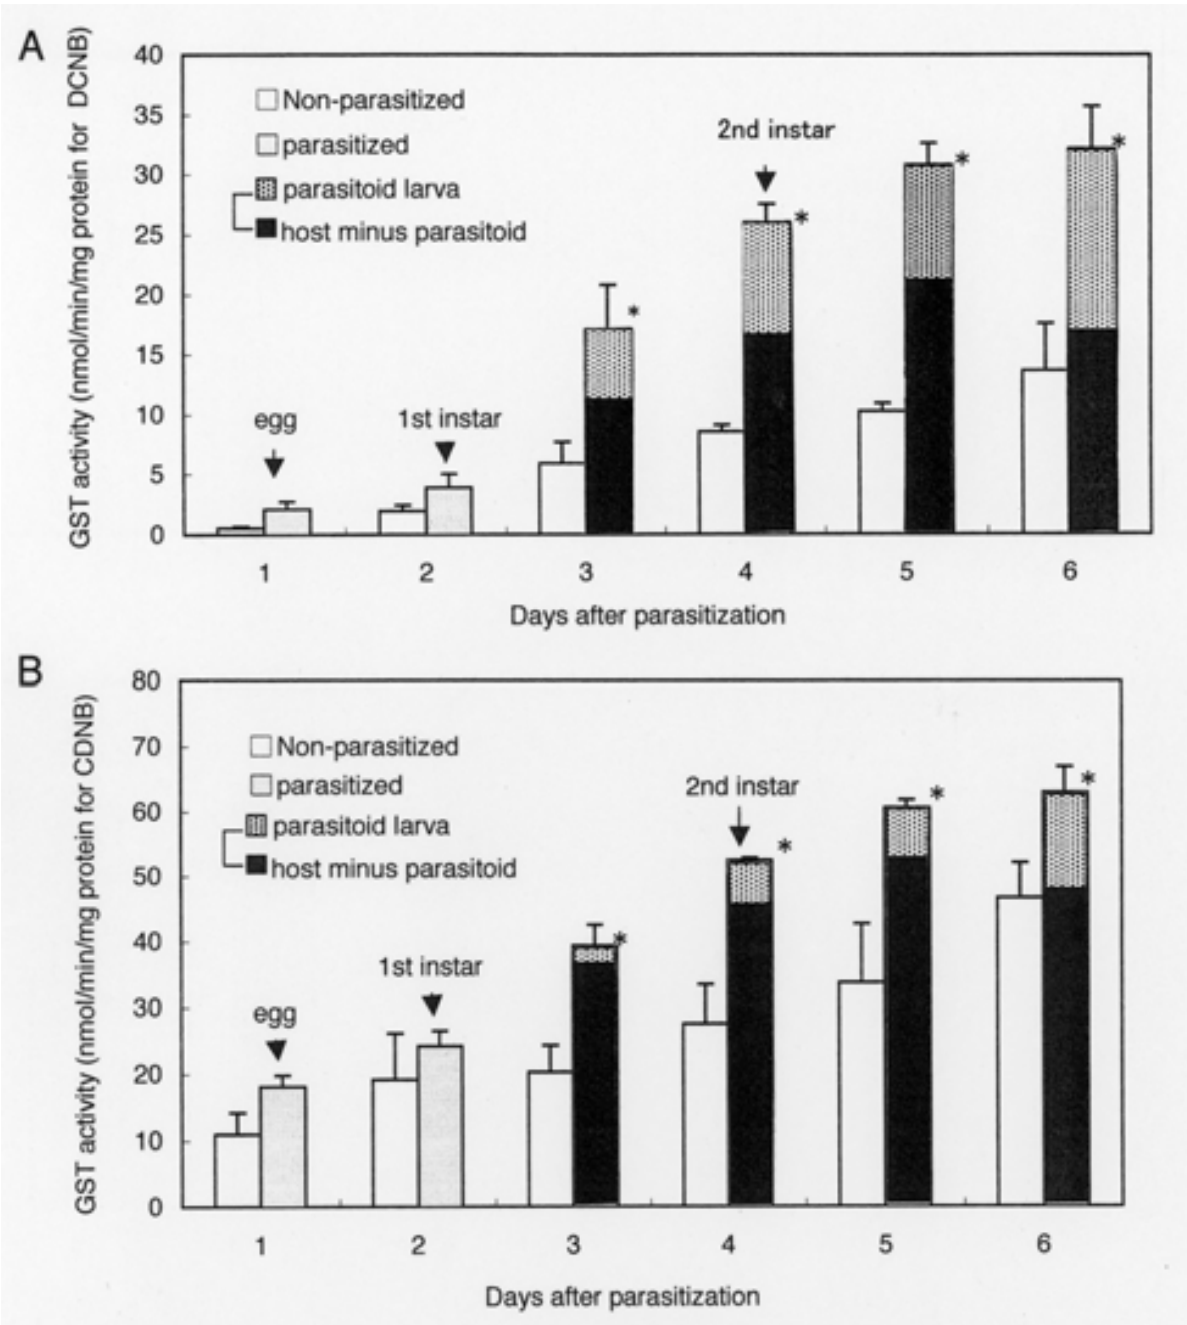 A
GST activity (nmol/min/mg protein for DCNB)
40
35
30
25
20
15
10
5
0
Non-parasitized
parasitized
parasitoid larva
host minus parasitoid
egg
1st instar
2nd instar
*
*
*
*
1 2 3 4 5 6
Days after parasitization
B
GST activity (nmol/min/mg protein for CDNB)
80
70
60
50
40
30
20
10
0
Non-parasitized
parasitized
parasitoid larva
host minus parasitoid
egg
1st instar
2nd instar
*
*
*
*
1 2 3 4 5 6
Days after parasitization